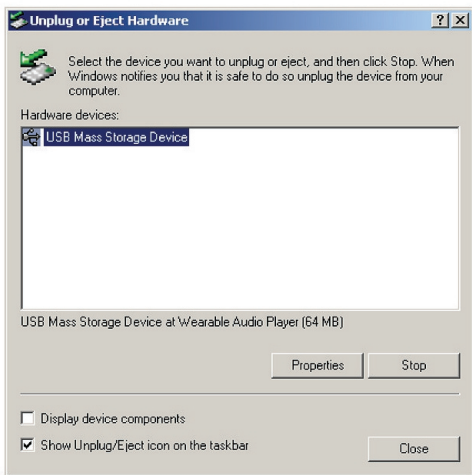 Unplug or Eject Hardware
Select the device you want to unplug or eject, and then click Stop. When
Windows notifies you that it is safe to do so unplug the device from your
computer.
Hardware devices:
USB Mass Storage Device
USB Mass Storage Device at Wearable Audio Player (64 MB)
Properties Stop
Display device components
Show Unplug/Eject icon on the taskbar
Close